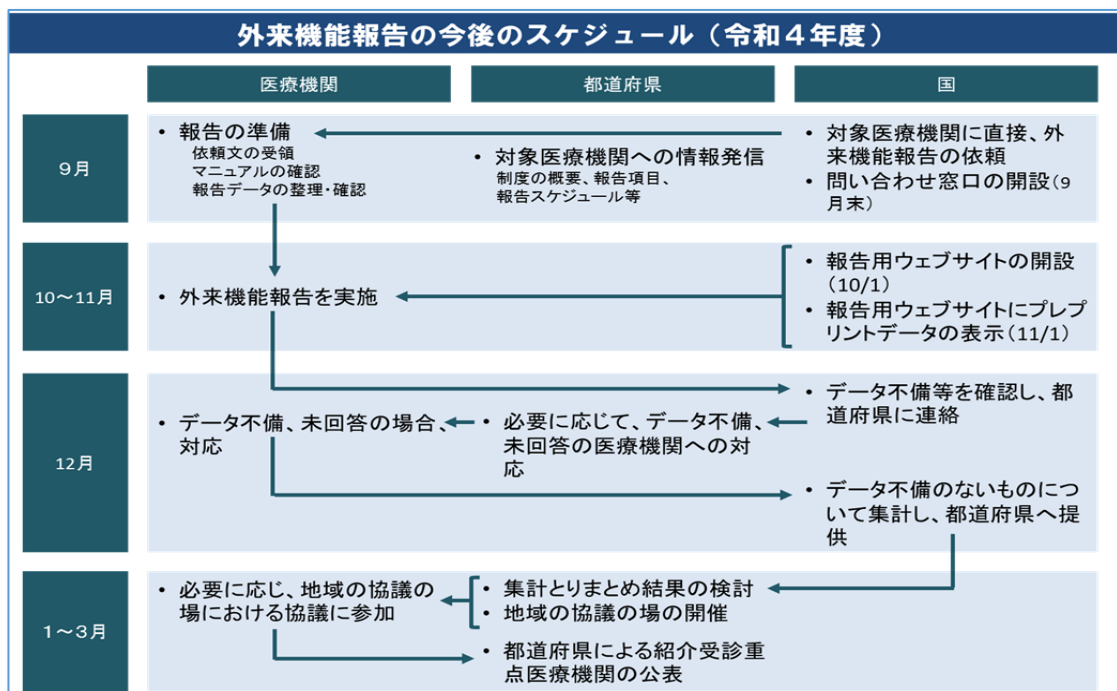 外来機能報告の今後のスケジュール（令和４年度）
医療機関
都道府県
国
9月
• 報告の準備
依頼文の受領
マニュアルの確認
報告データの整理・確認
• 対象医療機関への情報発信
制度の概要、報告項目、
報告スケジュール等
• 対象医療機関に直接、外
来機能報告の依頼
• 問い合わせ窓口の開設(9
月末)
10～11月
• 外来機能報告を実施
• 報告用ウェブサイトの開設
(10/1)
• 報告用ウェブサイトにプレプ
リントデータの表示(11/1)
12月
• データ不備、未回答の場合、
対応
• 必要に応じて、データ不備、
未回答の医療機関への対
応
• データ不備等を確認し、都
道府県に連絡
• データ不備のないものにつ
いて集計し、都道府県へ提
供
1～3月
• 必要に応じ、地域の協議の
場における協議に参加
• 集計とりまとめ結果の検討
• 地域の協議の場の開催
• 都道府県による紹介受診重
点医療機関の公表